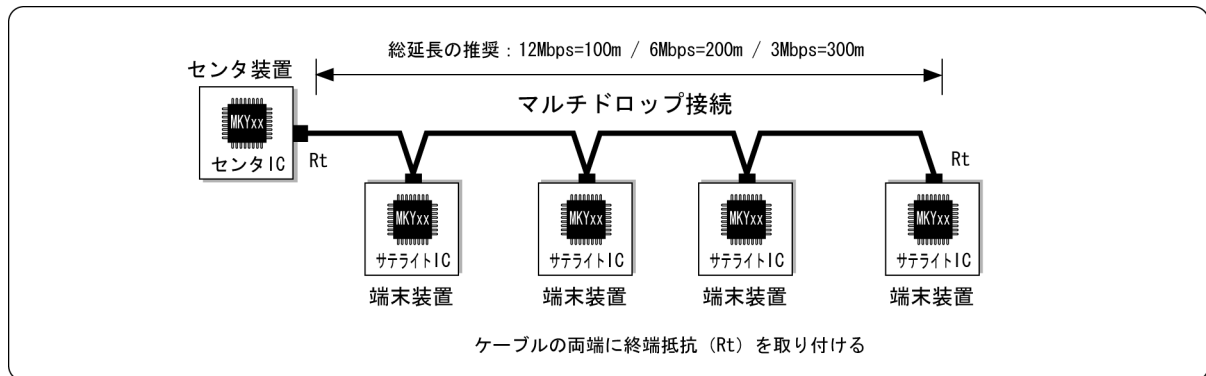 総延長の推奨：12Mbps=100m / 6Mbps=200m / 3Mbps=300m
センタ装置
マルチドロップ接続
MKYxx
センタIC
Rt
Rt
MKYxx
MKYxx
MKYxx
MKYxx
サテライトIC
サテライトIC
サテライトIC
サテライトIC
端末装置
端末装置
端末装置
端末装置
ケーブルの両端に終端抵抗（Rt）を取り付ける